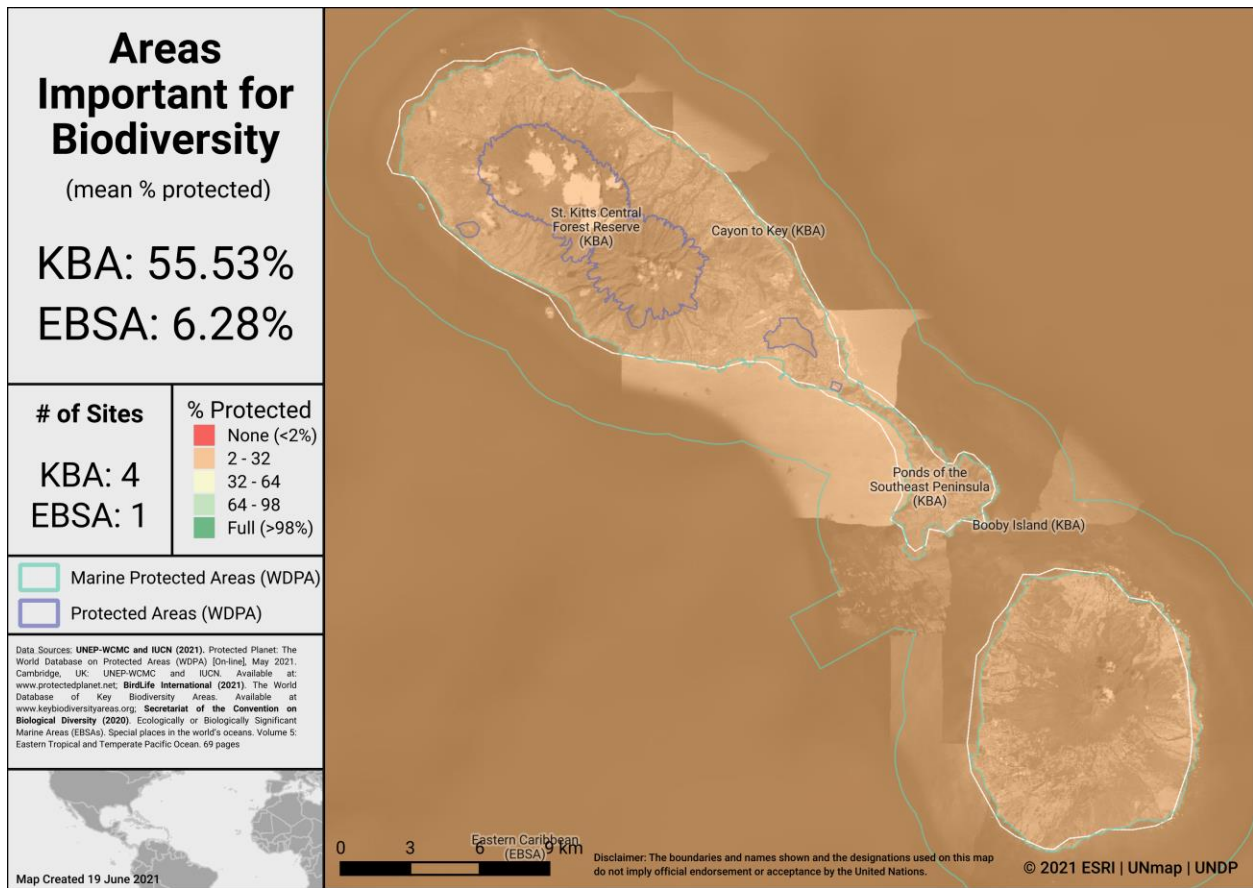 Areas
Important for
Biodiversity
(mean % protected)
KBA: 55.53%
EBSA: 6.28%
# of Sites
KBA: 4
EBSA: 1
% Protected
None (<2%)
2 - 32
32 - 64
64 - 98
Full (>98%)
Marine Protected Areas (WDPA)
Protected Areas (WDPA)
Data Sources: UNEP-WCMC and IUCN (2021). Protected Planet: The
World Database on Protected Areas (WDPA) [On-line], May 2021.
Cambridge, UK: UNEP-WCMC and IUCN. Available at:
www.protectedplanet.net; BirdLife International (2021). The World
Database of Key Biodiversity Areas. Available at
www.keybiodiversityareas.org; Secretariat of the Convention on
Biological Diversity (2020). Ecologically or Biologically Significant
Marine Areas (EBSAs). Special places in the world's oceans. Volume 5:
Eastern Tropical and Temperate Pacific Ocean. 69 pages
Map Created 19 June 2021
St. Kitts Central
Forest Reserve
(KBA)
Cayon to Key (KBA)
Ponds of the
Southeast Peninsula
(KBA)
Booby Island (KBA)
0 3 6 9 km
Eastern Caribbean
(EBSA)
Disclaimer: The boundaries and names shown and the designations used on this map
do not imply official endorsement or acceptance by the United Nations.
© 2021 ESRI | UNmap | UNDP